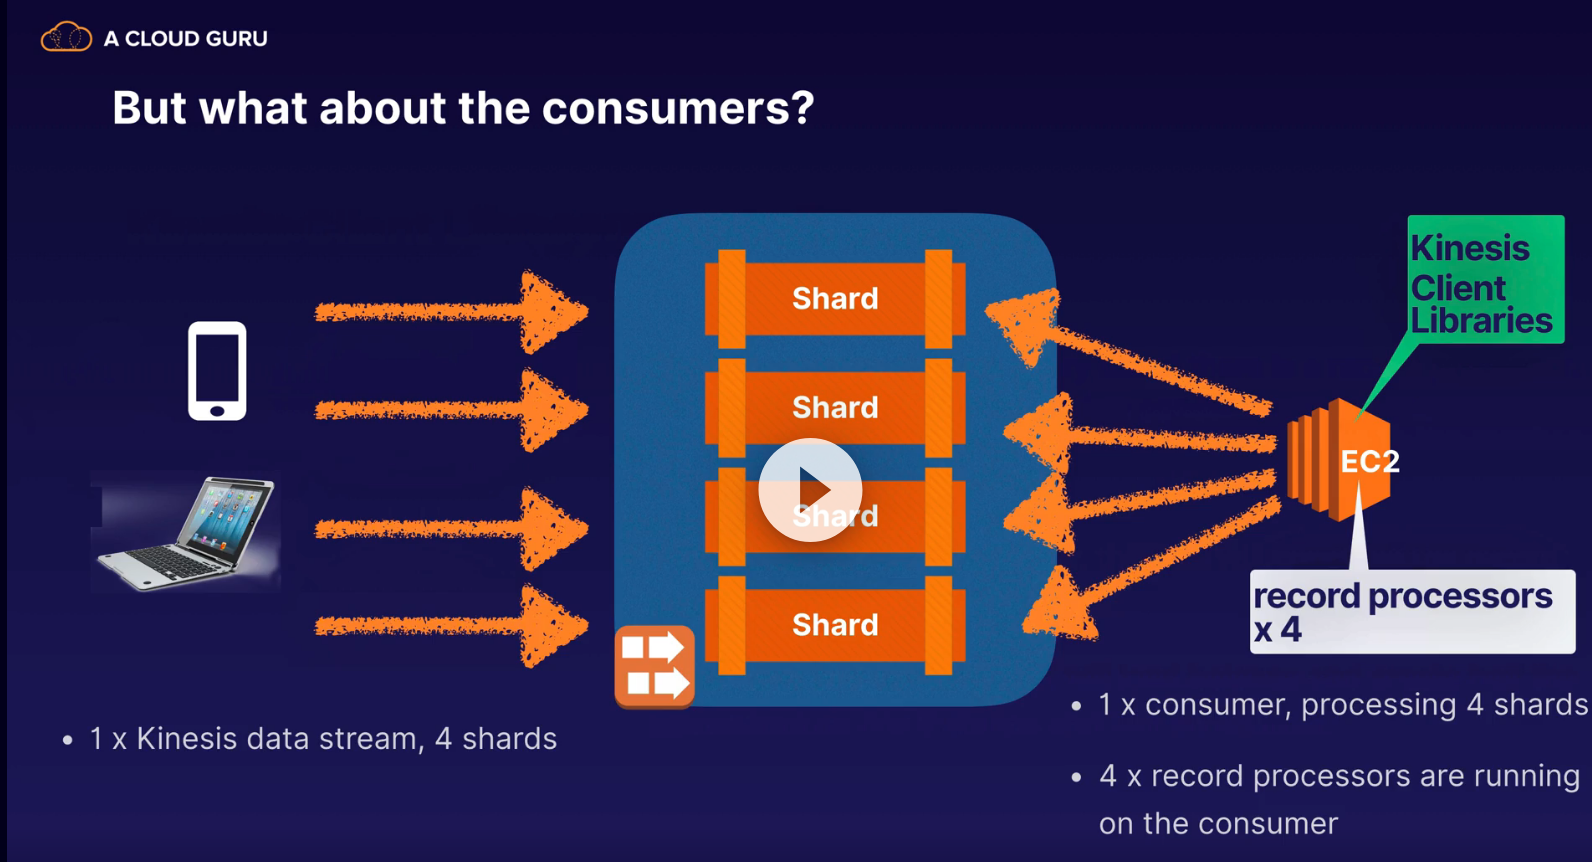 A CLOUD GURU
But what about the consumers?
Shard
Shard
Shard
Shard
Kinesis
Client
Libraries
EC2
record processors
x 4
• 1 x Kinesis data stream, 4 shards
• 1 x consumer, processing 4 shards
• 4 x record processors are running
on the consumer